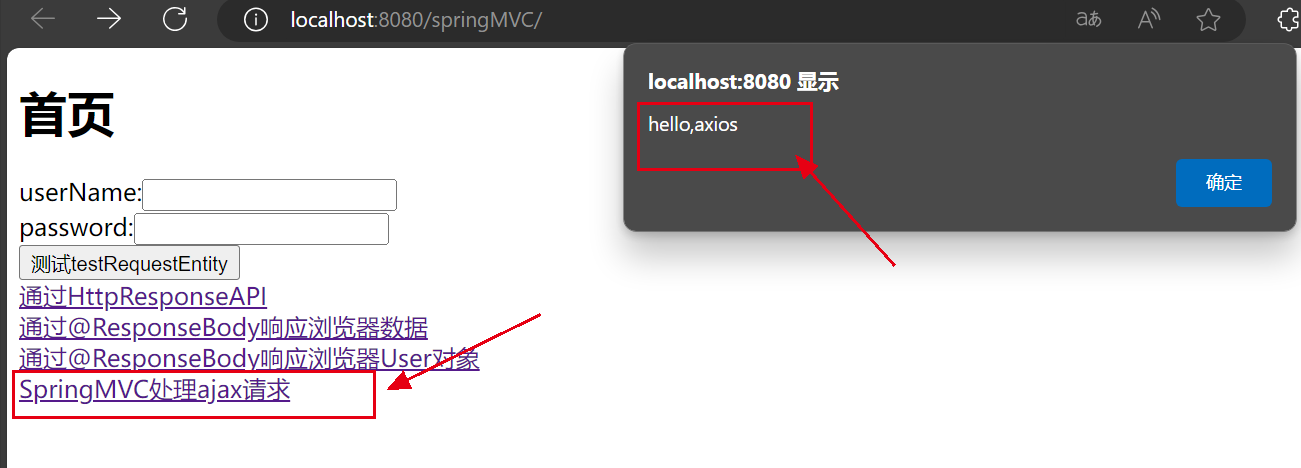 localhost:8080/springMVC/
aあ
A
localhost:8080 显示
hello,axios
确定
首页
userName:
password:
测试testRequestEntity
通过HttpResponseAPI
通过@ResponseBody响应浏览器数据
通过@ResponseBody响应浏览器User对象
SpringMVC处理ajax请求